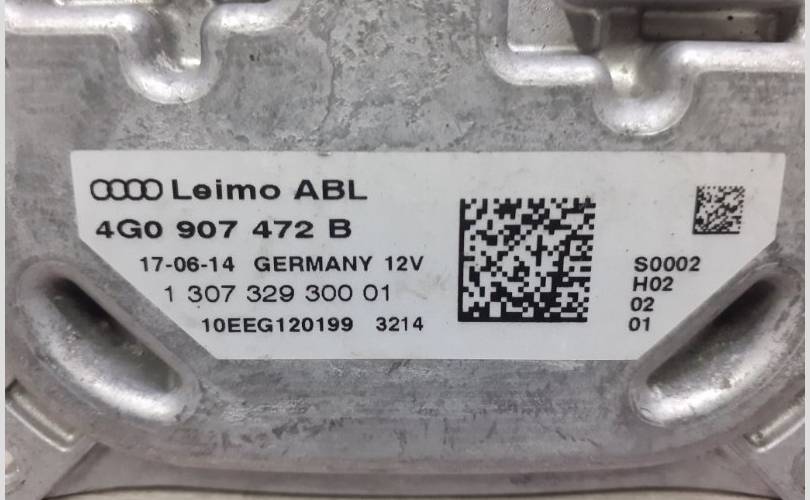 Leimo ABL
4G0 907 472 B
17-06-14 GERMANY 12V
1 307 329 300 01
10EEG120199 3214
S0002
H02
02
01